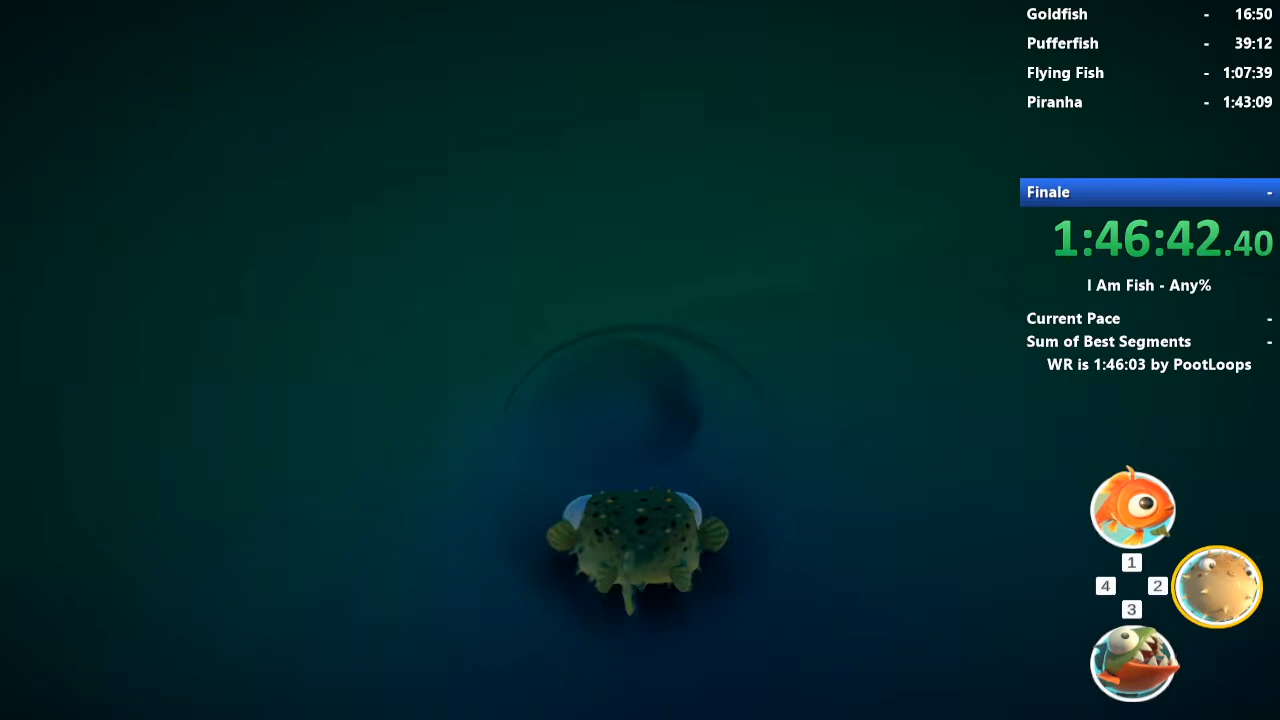 Goldfish - 16:50
Pufferfish - 39:12
Flying Fish - 1:07:39
Piranha - 1:43:09
Finale -
1:46:42.40
I Am Fish - Any%
Current Pace -
Sum of Best Segments -
WR is 1:46:03 by PootLoops
1
4 2
3